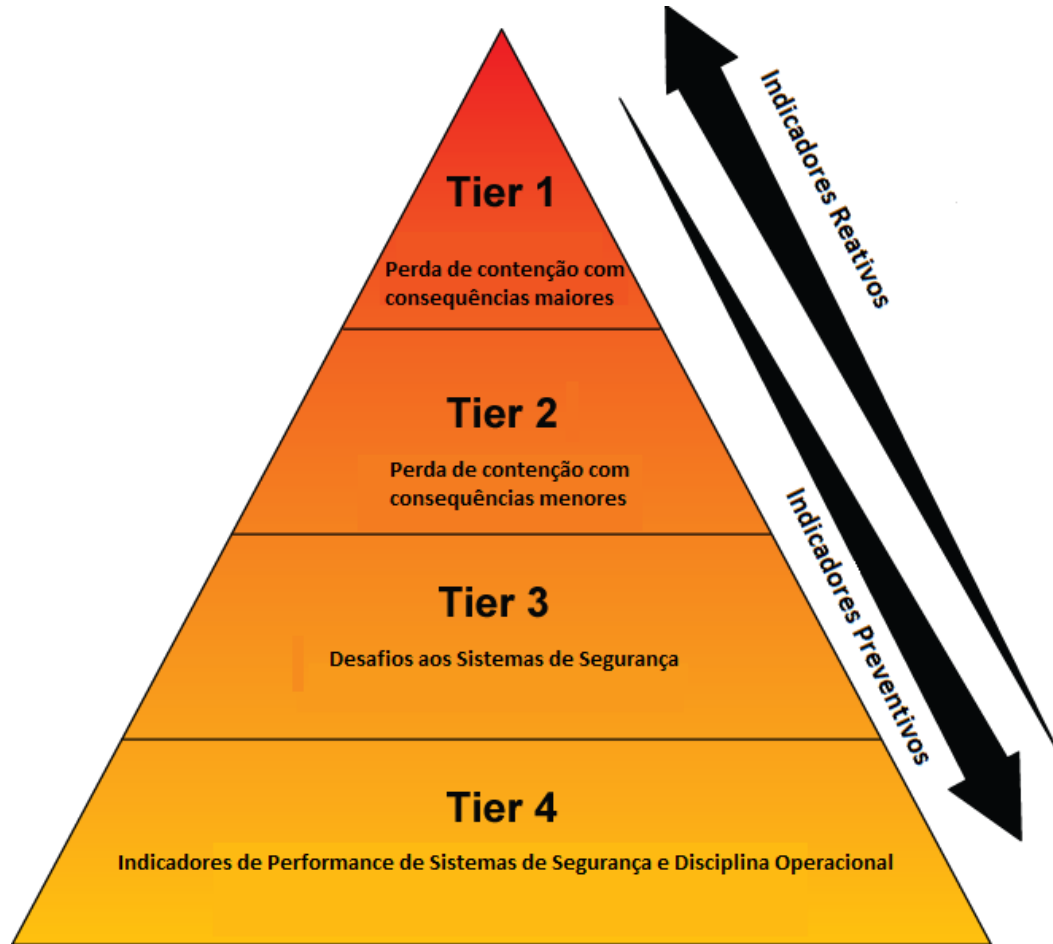 Tier 1
Perda de contenção com
consequências maiores
Tier 2
Perda de contenção com
consequências menores
Tier 3
Desafios aos Sistemas de Segurança
Tier 4
Indicadores de Performance de Sistemas de Segurança e Disciplina Operacional
Indicadores Reativos
Indicadores Preventivos